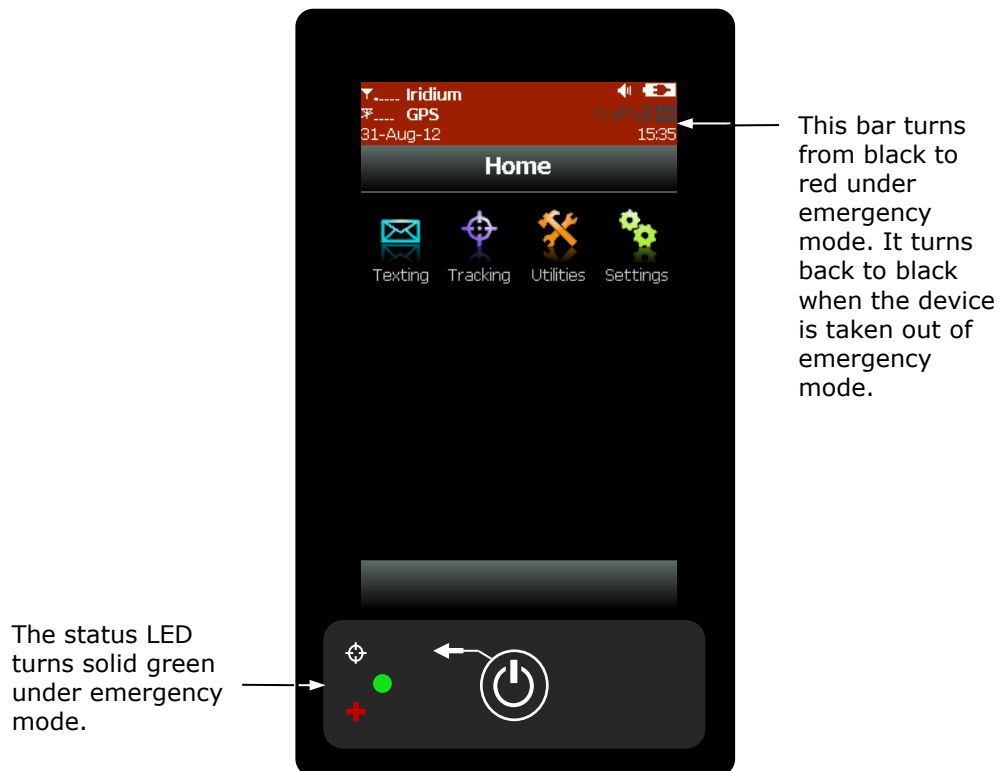 Iridium
GPS
31-Aug-12 15:35
Home
Texting Tracking Utilities Settings
This bar turns
from black to
red under
emergency
mode. It turns
back to black
when the device
is taken out of
emergency
mode.
The status LED
turns solid green
under emergency
mode.